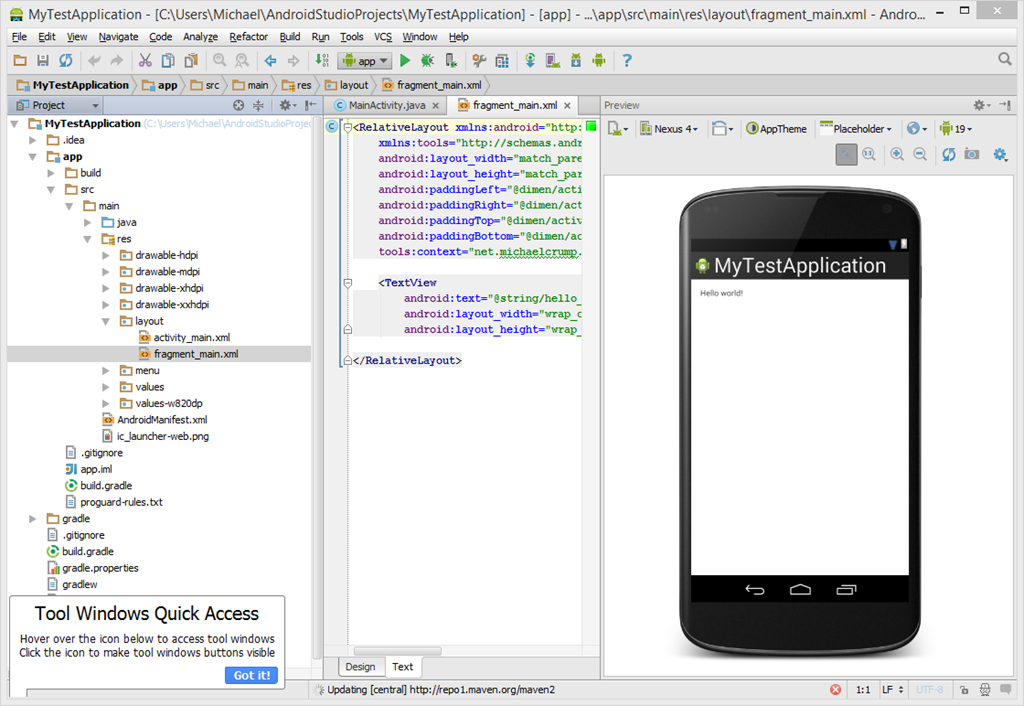 MyTestApplication - [C:\Users\Michael\AndroidStudioProjects\MyTestApplication] - [app] - ...\app\src\main\res\layout\fragment_main.xml - Andro...
File Edit View Navigate Code Analyze Refactor Build Run Tools VCS Window Help
app
MyTestApplication app src main res layout fragment_main.xml
Project
MainActivity.java fragment_main.xml
Preview
MyTestApplication (C:\Users\Michael\AndroidStudioProjec
.idea
app
build
src
main
java
res
drawable-hdpi
drawable-mdpi
drawable-xhdpi
drawable-xxhdpi
layout
activity_main.xml
fragment_main.xml
menu
values
values-w820dp
AndroidManifest.xml
ic_launcher-web.png
.gitignore
app.iml
build.gradle
proguard-rules.txt
gradle
.gitignore
build.gradle
gradle.properties
gradlew
Tool Windows Quick Access
Hover over the icon below to access tool windows
Click the icon to make tool windows buttons visible
Got it!
<RelativeLayout xmlns:android="http:
xmlns:tools="http://schemas.andr
android:layout_width="match_pare
android:layout_height="match_par
android:paddingLeft="@dimen/acti
android:paddingRight="@dimen/act
android:paddingTop="@dimen/activ
android:paddingBottom="@dimen/ac
tools:context="net.michaelcrump.
<TextView
android:text="@string/hello_
android:layout_width="wrap_c
android:layout_height="wrap_
</RelativeLayout>
Design Text
Nexus 4 AppTheme Placeholder 19
1:1
MyTestApplication
Hello world!
Updating [central] http://repo1.maven.org/maven2
1:1 LF UTF-8